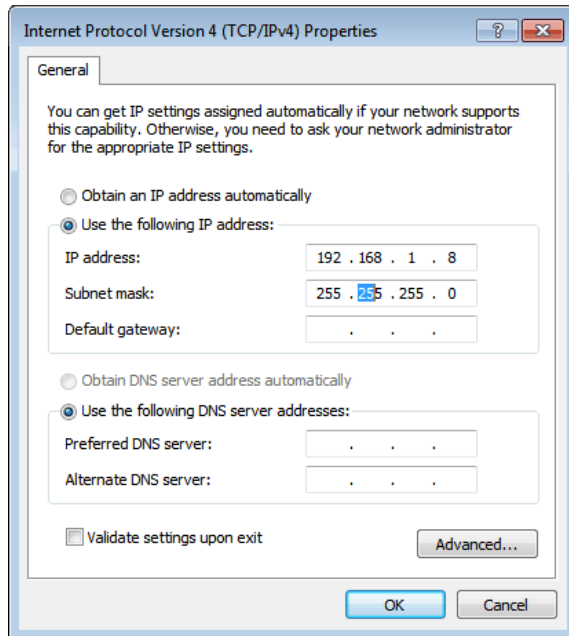 Internet Protocol Version 4 (TCP/IPv4) Properties
General
You can get IP settings assigned automatically if your network supports
this capability. Otherwise, you need to ask your network administrator
for the appropriate IP settings.
Obtain an IP address automatically
Use the following IP address:
IP address: 192 . 168 . 1 . 8
Subnet mask: 255 . 255 . 255 . 0
Default gateway: . . .
Obtain DNS server address automatically
Use the following DNS server addresses:
Preferred DNS server: . . .
Alternate DNS server: . . .
Validate settings upon exit
Advanced...
OK Cancel